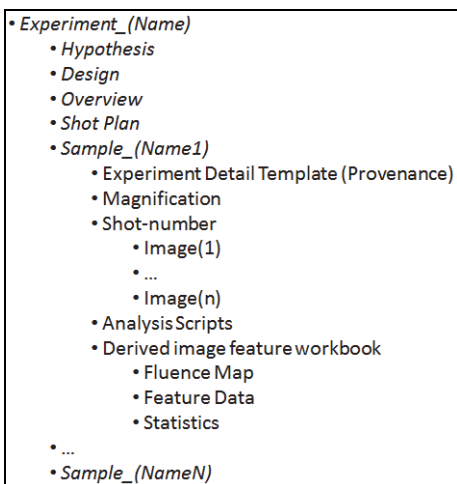 • Experiment_(Name)
• Hypothesis
• Design
• Overview
• Shot Plan
• Sample_(Name1)
• Experiment Detail Template (Provenance)
• Magnification
• Shot-number
• Image(1)
• ...
• Image(n)
• Analysis Scripts
• Derived image feature workbook
• Fluence Map
• Feature Data
• Statistics
• ...
• Sample_(NameN)